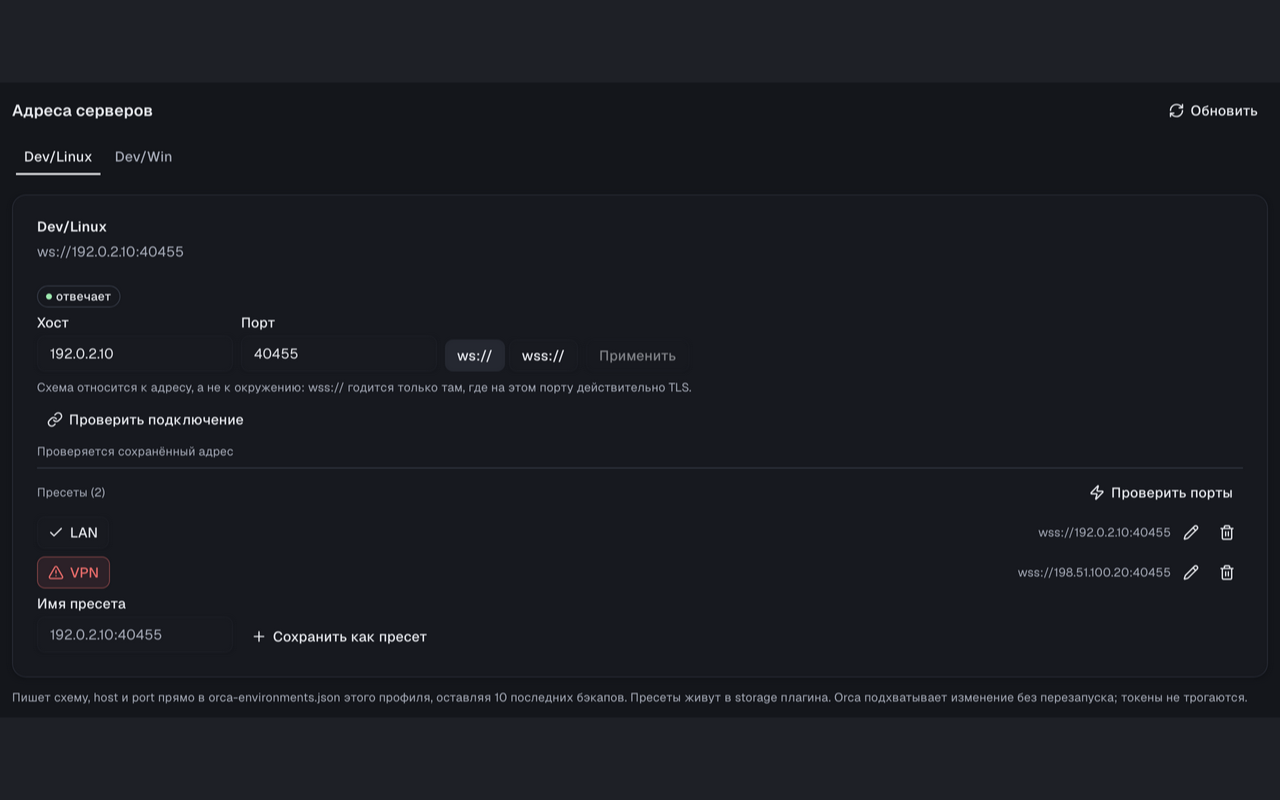 Адреса серверов
Обновить
Dev/Linux
Dev/Win
Dev/Linux
ws://192.0.2.10:40455
отвечает
Хост
Порт
192.0.2.10
40455
ws://
wss://
Применить
Схема относится к адресу, а не к окружению: wss:// годится только там, где на этом порту действительно TLS.
Проверить подключение
Проверяется сохранённый адрес
Пресеты (2)
Проверить порты
LAN
wss://192.0.2.10:40455
VPN
wss://198.51.100.20:40455
Имя пресета
192.0.2.10:40455
Сохранить как пресет
Пишет схему, host и port прямо в orca-environments.json этого профиля, оставляя 10 последних бэкапов. Пресеты живут в storage плагина. Orca подхватывает изменение без перезапуска; токены не трогаются.